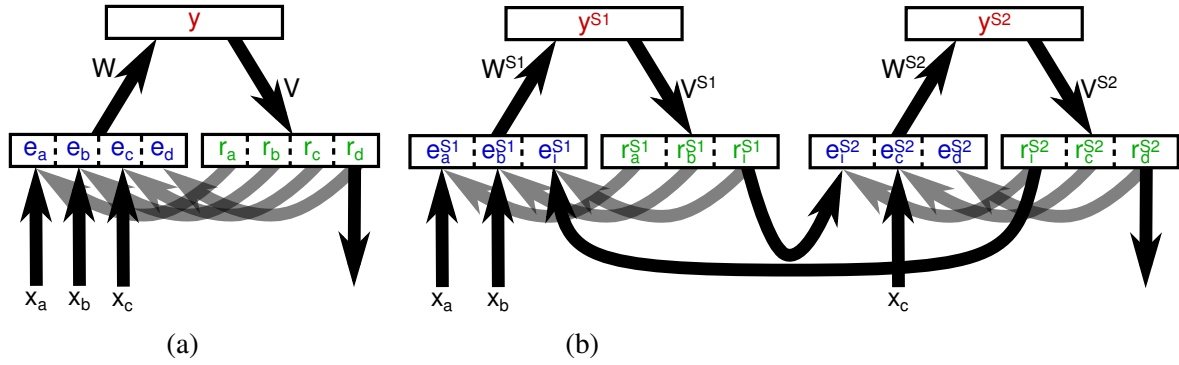 y
W
V
e_a e_b e_c e_d
r_a r_b r_c r_d
x_a x_b x_c
(a)
y^S1
W^S1
V^S1
e_a^S1 e_b^S1 e_i^S1
r_a^S1 r_b^S1 r_i^S1
x_a x_b
y^S2
W^S2
V^S2
e_i^S2 e_c^S2 e_d^S2
r_i^S2 r_c^S2 r_d^S2
x_c
(b)